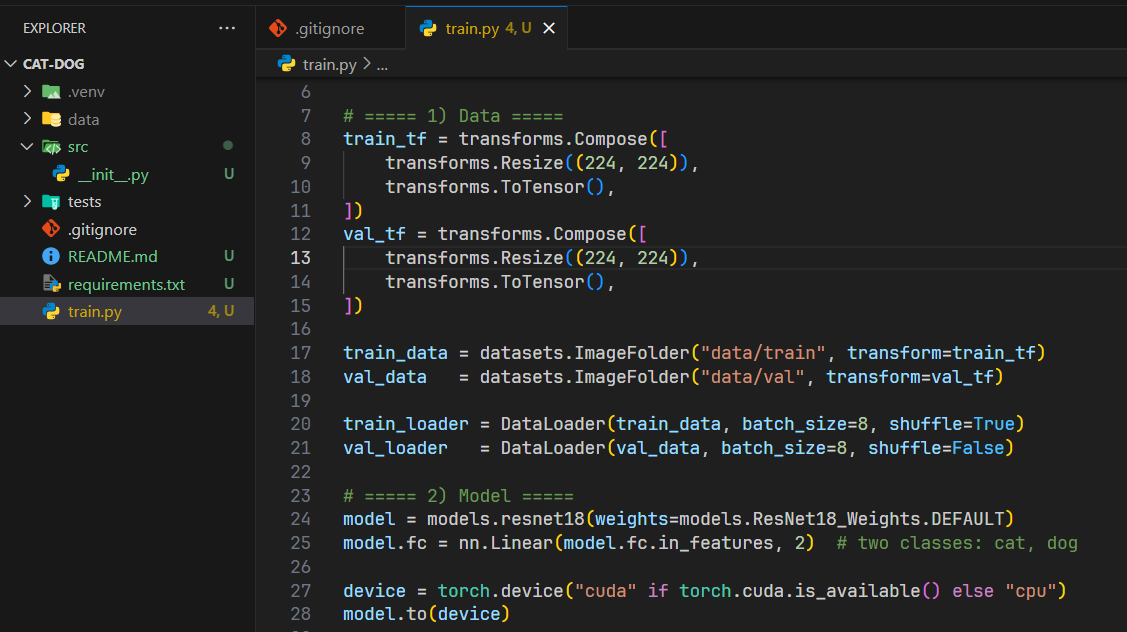 EXPLORER ...
CAT-DOG
.venv
data
src
__init__.py U
tests
.gitignore
README.md U
requirements.txt U
train.py 4, U
.gitignore train.py 4, U
train.py > ...
6
7 # ===== 1) Data =====
8 train_tf = transforms.Compose([
9     transforms.Resize((224, 224)),
10     transforms.ToTensor(),
11 ])
12 val_tf = transforms.Compose([
13     transforms.Resize((224, 224)),
14     transforms.ToTensor(),
15 ])
16
17 train_data = datasets.ImageFolder("data/train", transform=train_tf)
18 val_data   = datasets.ImageFolder("data/val", transform=val_tf)
19
20 train_loader = DataLoader(train_data, batch_size=8, shuffle=True)
21 val_loader   = DataLoader(val_data, batch_size=8, shuffle=False)
22
23 # ===== 2) Model =====
24 model = models.resnet18(weights=models.ResNet18_Weights.DEFAULT)
25 model.fc = nn.Linear(model.fc.in_features, 2)  # two classes: cat, dog
26
27 device = torch.device("cuda" if torch.cuda.is_available() else "cpu")
28 model.to(device)